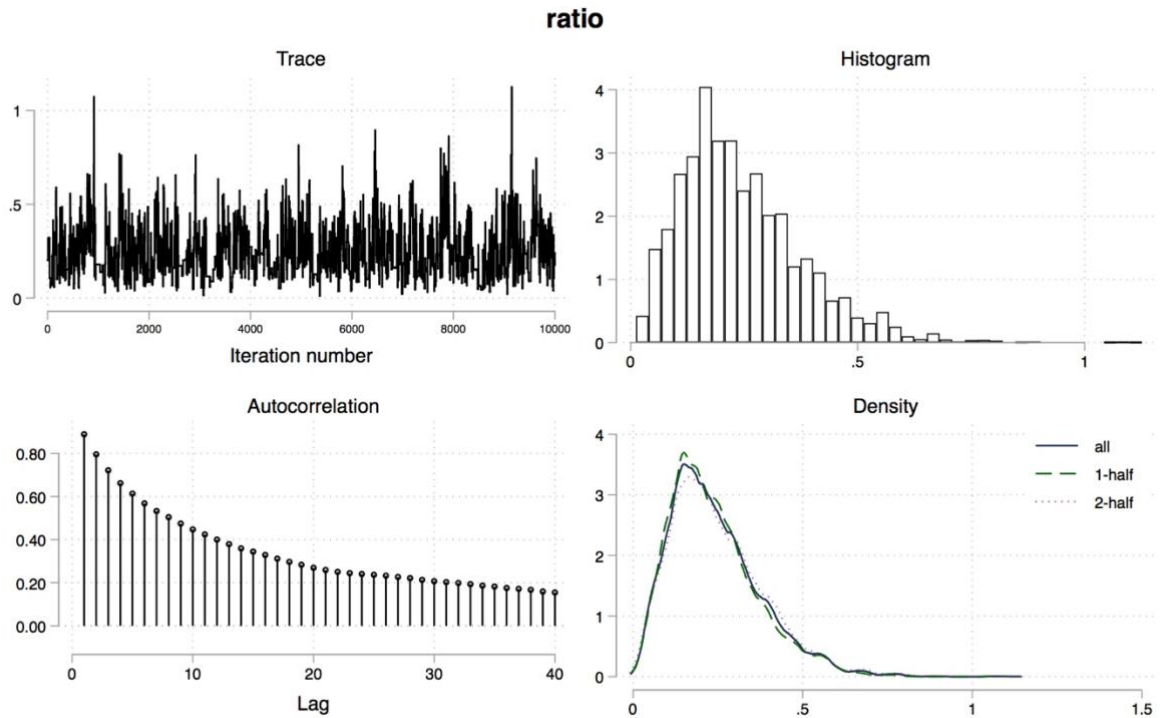 ratio
Trace
1
.5
0
0 2000 4000 6000 8000 10000
Iteration number
Histogram
4
3
2
1
0
0 .5 1
Autocorrelation
0.80
0.60
0.40
0.20
0.00
0 10 20 30 40
Lag
Density
4
3
2
1
0
0 .5 1 1.5
all
1-half
2-half